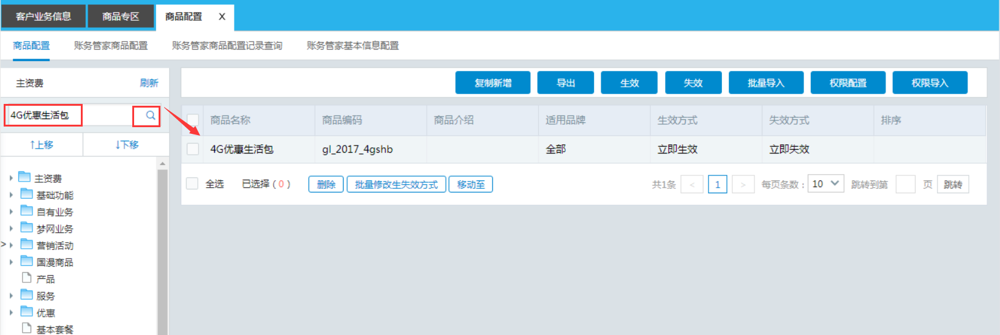 客户业务信息 商品专区 商品配置 X
商品配置 账务管家商品配置 账务管家商品配置记录查询 账务管家基本信息配置
主资费 刷新
4G优惠生活包
↑上移 ↓下移
主资费
基础功能
自有业务
梦网业务
> 营销活动
国漫商品
产品
服务
优惠
基本套餐
复制新增 导出 生效 失效 批量导入 权限配置 权限导入
商品名称 商品编码 商品介绍 适用品牌 生效方式 失效方式 排序
4G优惠生活包 gl_2017_4gshb 全部 立即生效 立即失效
全选 已选择 ( 0 ) 删除 批量修改生失效方式 移动至 共1条 < 1 > 每页条数 : 10 跳转到第 页 跳转